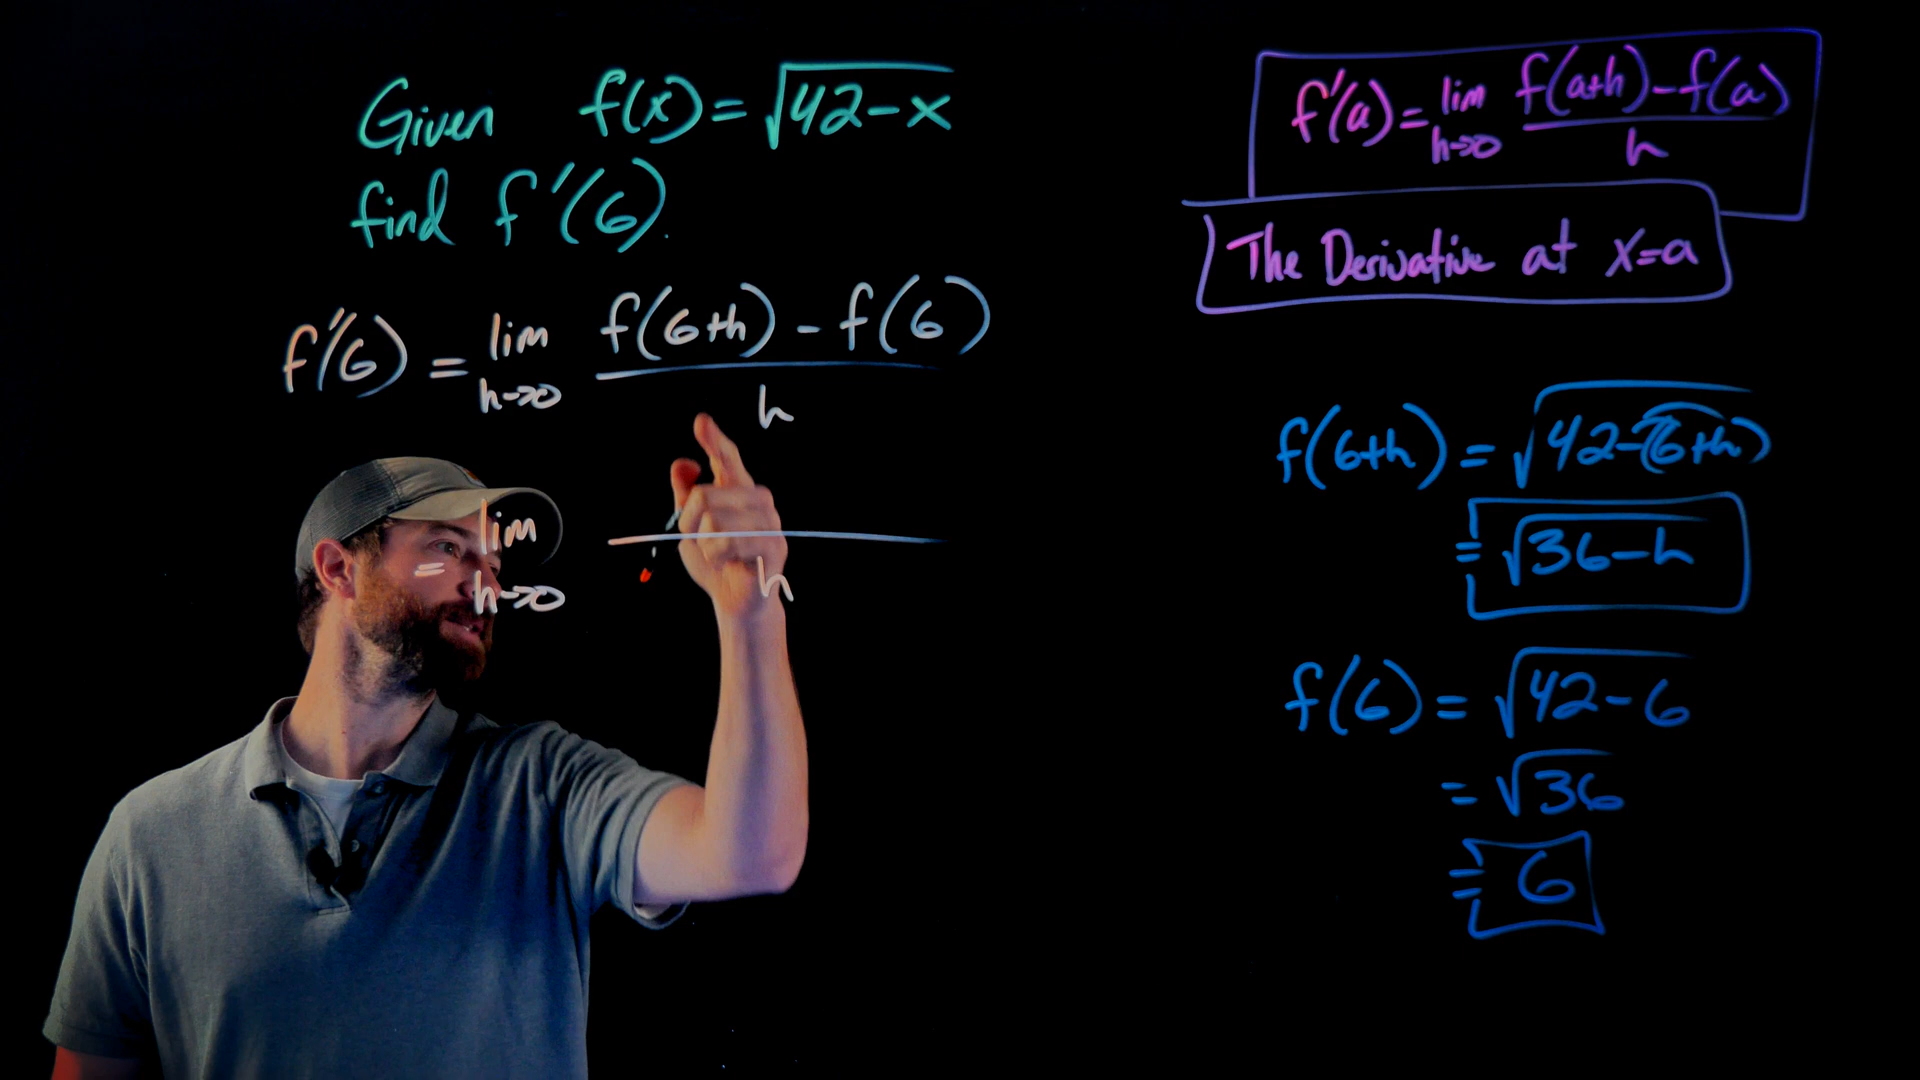 Given f(x) = √42-x
find f'(6).
f'(6) = lim h→0 f(6+h) - f(6) / h
= lim h→0 / h
f'(a) = lim h→0 f(a+h) - f(a) / h
The Derivative at x=a
f(6+h) = √42-(6+h)
= √36-h
f(6) = √42-6
= √36
= 6